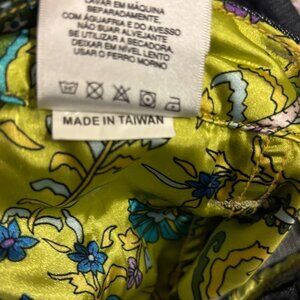 LAVAR EM MÁQUINA
SEPARADAMENTE,
COM ÁGUA FRIA E DO AVESSO
NÃO USAR ALVEJANTE
SE UTILIZAR A SECADORA,
DEIXAR EM NÍVEL LENTO
USAR O FERRO MORNO
MADE IN TAIWAN